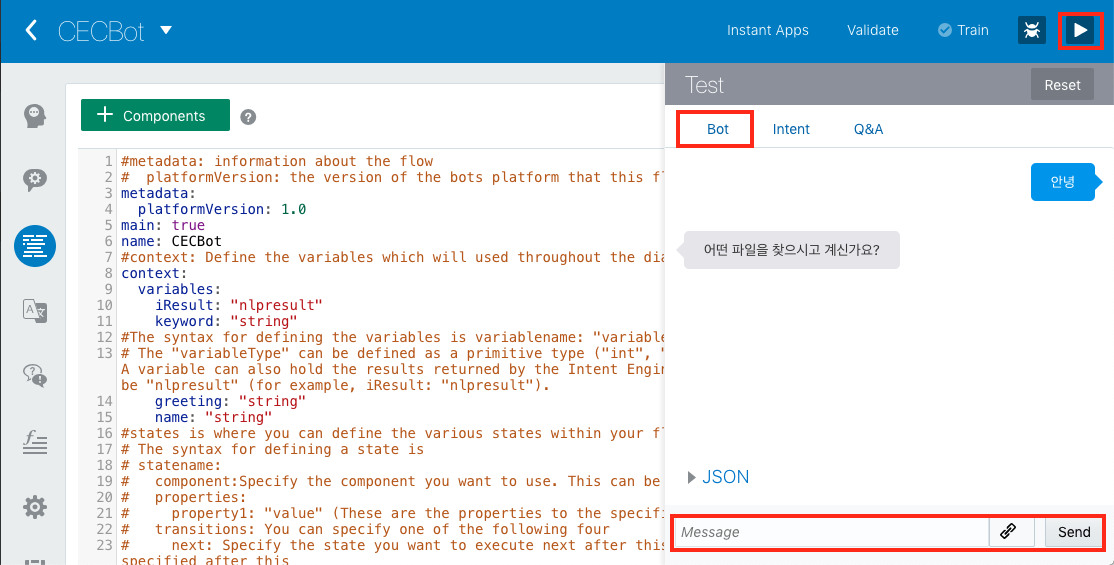 CECBot
Instant Apps
Validate
Train
Test
Reset
Components
?
Bot
Intent
Q&A
안녕
어떤 파일을 찾으시고 계신가요?
1 #metadata: information about the flow
2 #  platformVersion: the version of the bots platform that this fl
3 metadata:
4   platformVersion: 1.0
5 main: true
6 name: CECBot
7 #context: Define the variables which will used throughout the dia
8 context:
9   variables:
10     iResult: "nlpresult"
11     keyword: "string"
12 #The syntax for defining the variables is variablename: "variable
13 # The "variableType" can be defined as a primitive type ("int", "
A variable can also hold the results returned by the Intent Engin
be "nlpresult" (for example, iResult: "nlpresult").
14     greeting: "string"
15     name: "string"
16 #states is where you can define the various states within your fl
17 # The syntax for defining a state is
18 # statename:
19 #   component:Specify the component you want to use. This can be
20 #   properties:
21 #     property1: "value" (These are the properties to the specifi
22 #   transitions: You can specify one of the following four
23 #     next: Specify the state you want to execute next after this
specified after this
JSON
Message
Send